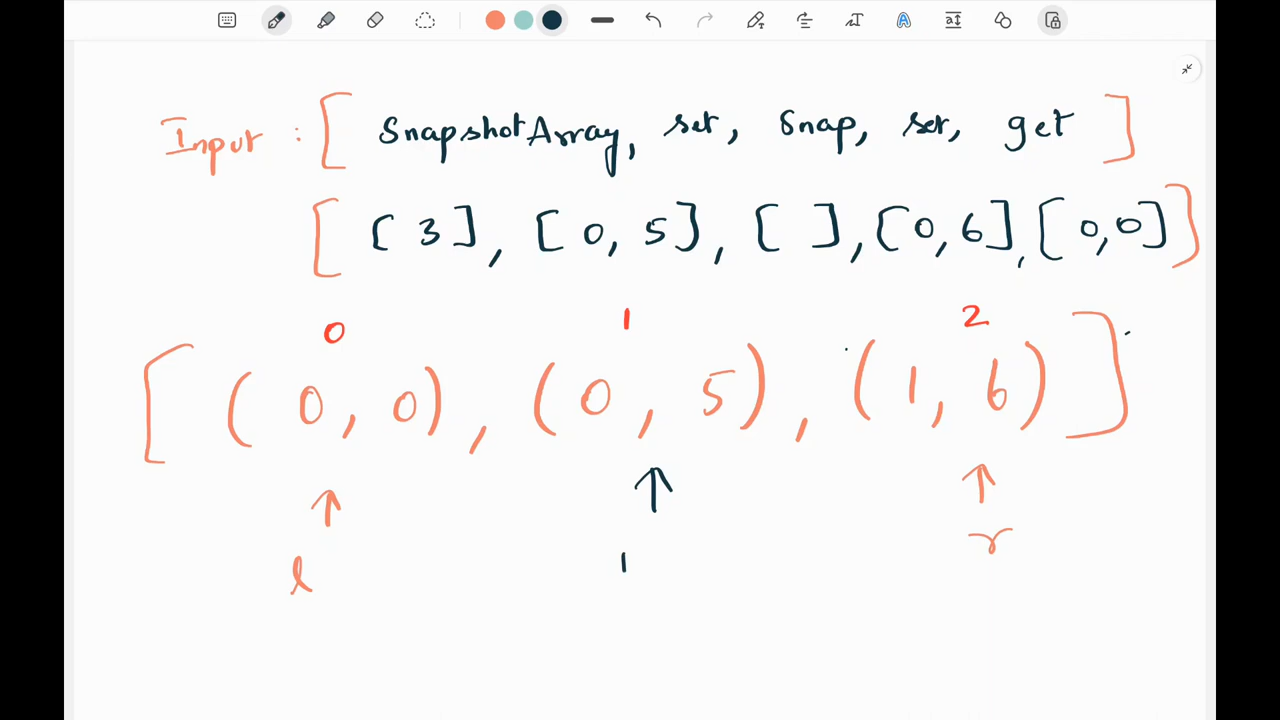 Input : [ SnapshotArray, set, Snap, set, get ]
[ [ 3 ], [ 0, 5 ], [ ], [ 0, 6 ], [ 0,0 ] ]
0 1 2
[ ( 0, 0 ), ( 0, 5 ), ( 1, 6 ) ]
l 1 r